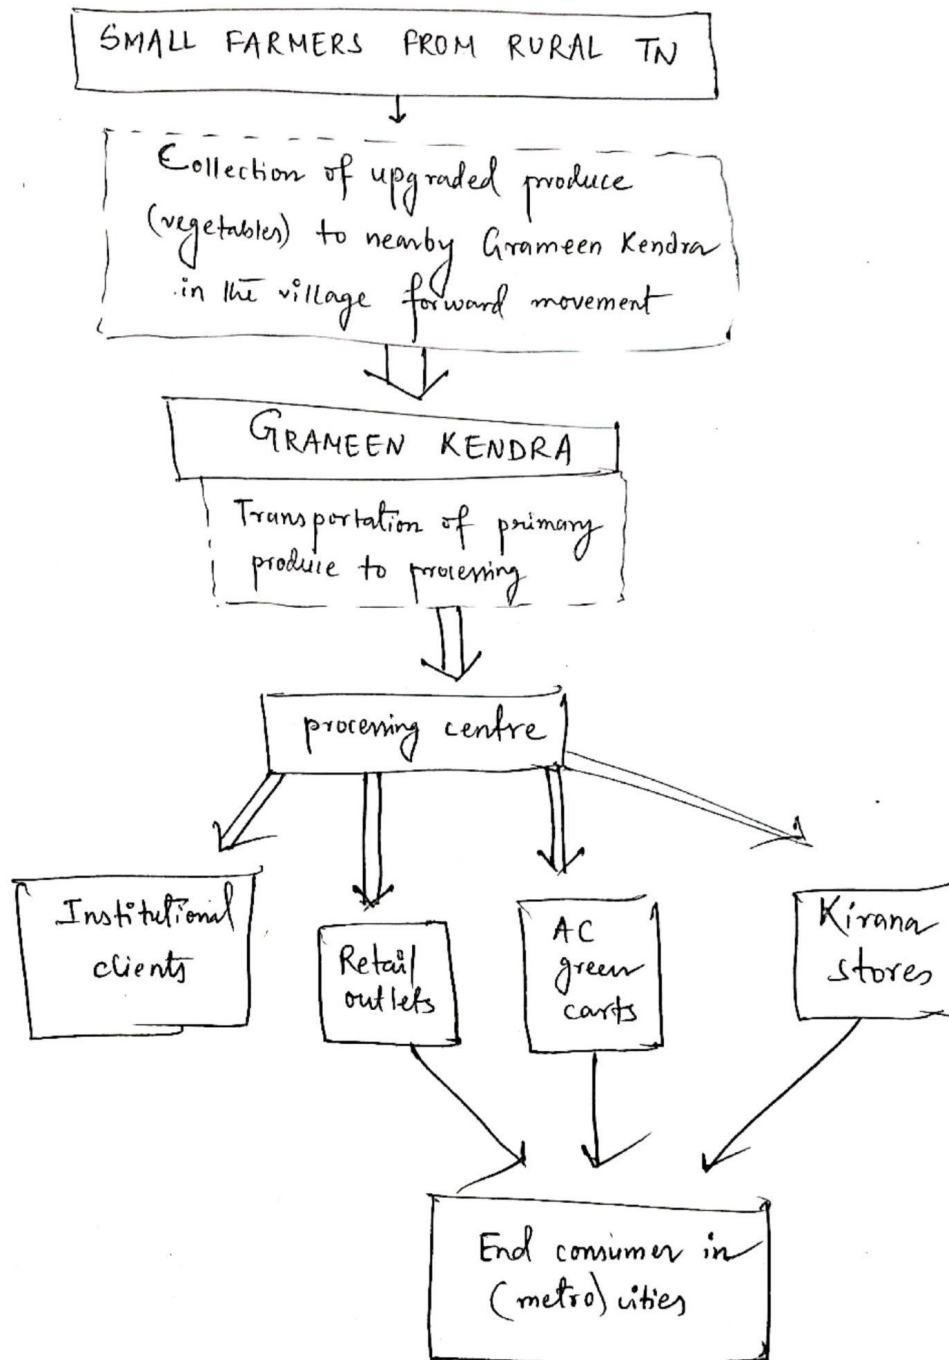 SMALL FARMERS FROM RURAL TN
Collection of upgraded produce
(vegetables) to nearby Grameen Kendra
in the village forward movement
GRAMEEN KENDRA
Transportation of primary
produce to processing
processing centre
Institutional
clients
Retail
outlets
AC
green
carts
Kirana
stores
End consumer in
(metro) cities